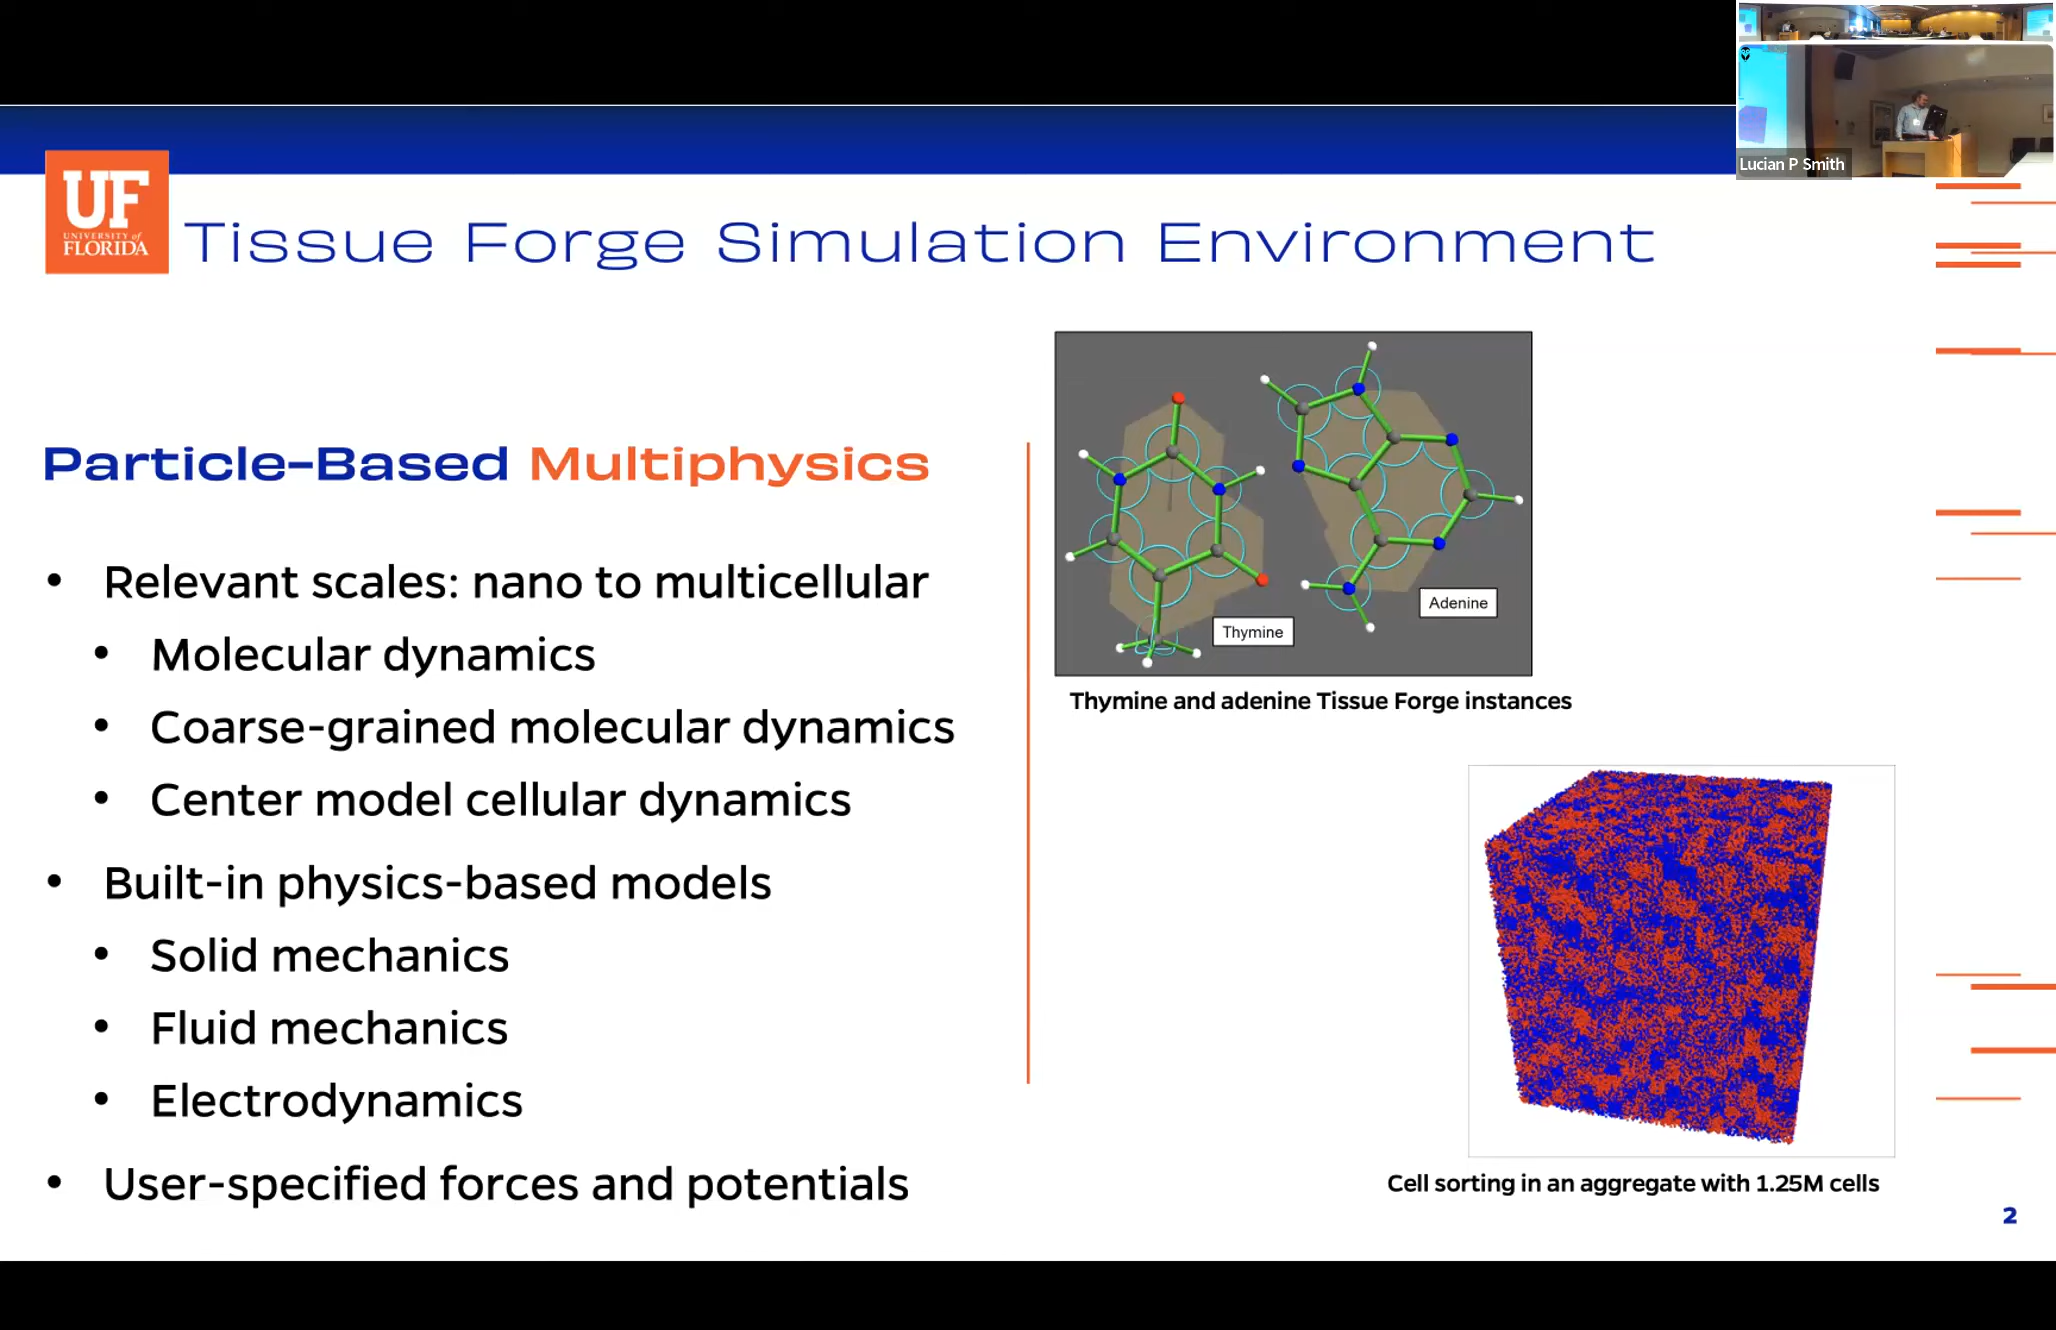 Lucian P Smith
UF
UNIVERSITY of
FLORIDA
Tissue Forge Simulation Environment
Particle-Based Multiphysics
• Relevant scales: nano to multicellular
• Molecular dynamics
• Coarse-grained molecular dynamics
• Center model cellular dynamics
• Built-in physics-based models
• Solid mechanics
• Fluid mechanics
• Electrodynamics
• User-specified forces and potentials
Thymine
Adenine
Thymine and adenine Tissue Forge instances
Cell sorting in an aggregate with 1.25M cells
2